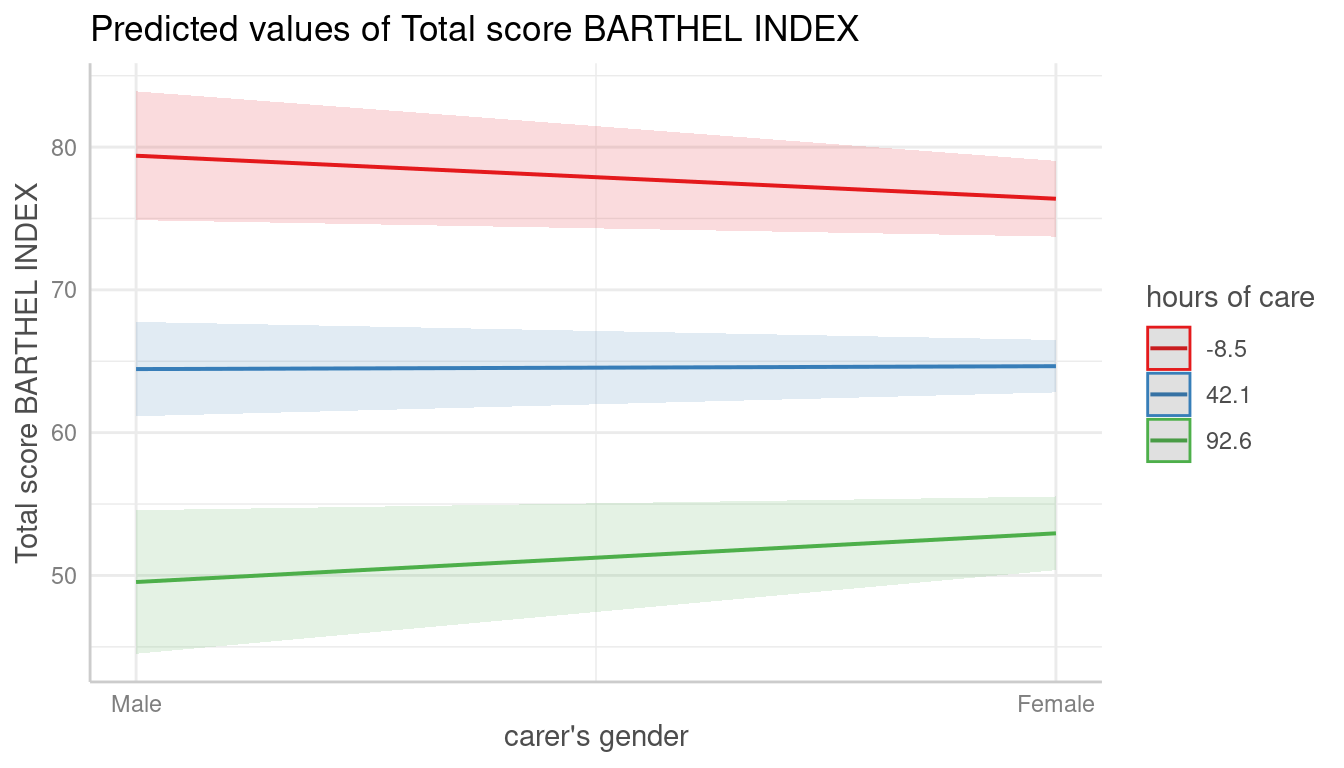 Predicted values of Total score BARTHEL INDEX
Total score BARTHEL INDEX
80
70
60
50
Male
Female
carer's gender
hours of care
-8.5
42.1
92.6